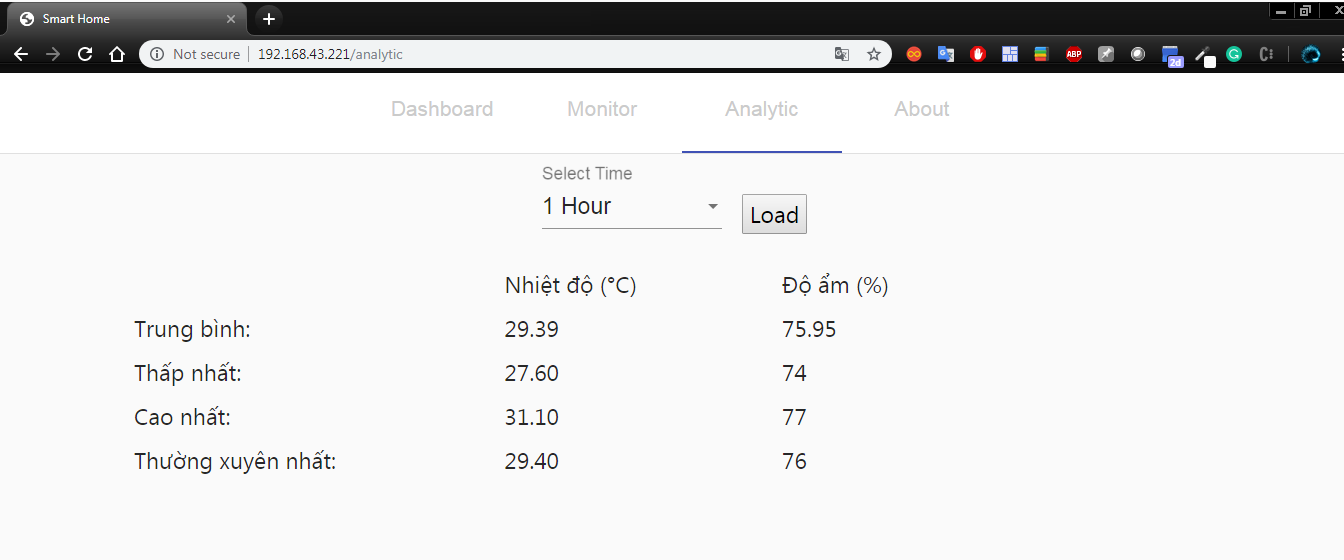 Smart Home
Not secure 192.168.43.221/analytic
ABP
2d
Dashboard Monitor Analytic About
Select Time
1 Hour Load
Nhiệt độ (°C) Độ ẩm (%)
Trung bình: 29.39 75.95
Thấp nhất: 27.60 74
Cao nhất: 31.10 77
Thường xuyên nhất: 29.40 76